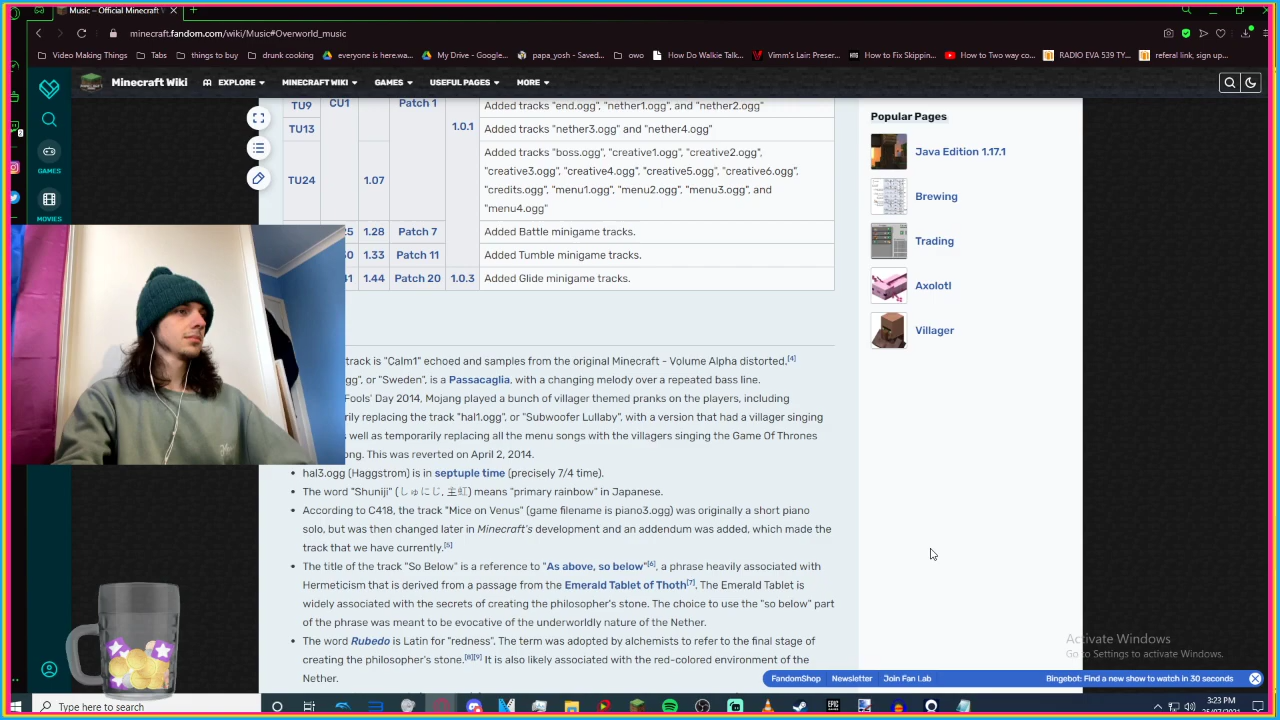 Music – Official Minecraft W
minecraft.fandom.com/wiki/Music#Overworld_music
Video Making Things Tabs things to buy drunk cooking everyone is here.wa... My Drive - Google... papa_yosh - Saved... owo How Do Walkie Talk... Vimm's Lair: Preser... How to Fix Skippin... How to Two way co... RADIO EVA 539 TY... referal link, sign up...
Minecraft Wiki EXPLORE MINECRAFT WIKI GAMES USEFUL PAGES MORE
TU9 CU1 Patch 1 Added tracks "end.ogg", "nether1.ogg", and "nether2.ogg"
TU13 1.0.1 Added tracks "nether3.ogg" and "nether4.ogg"
TU24 1.07 Added tracks "boss.ogg", "creative1.ogg", "creative2.ogg",
"creative3.ogg", "creative4.ogg", "creative5.ogg", "creative6.ogg",
"credits.ogg", "menu1.ogg", "menu2.ogg", "menu3.ogg", and
"menu4.ogg"
1.28 Patch 7 Added Battle minigame tracks.
1.33 Patch 11 Added Tumble minigame tracks.
1.44 Patch 20 1.0.3 Added Glide minigame tracks.
GAMES
MOVIES
Popular Pages
Java Edition 1.17.1
Brewing
Trading
Axolotl
Villager
track is "Calm1" echoed and samples from the original Minecraft - Volume Alpha distorted.[4]
or "Sweden", is a Passacaglia, with a changing melody over a repeated bass line.
Fools' Day 2014, Mojang played a bunch of villager themed pranks on the players, including
replacing the track "hal1.ogg", or "Subwoofer Lullaby", with a version that had a villager singing
well as temporarily replacing all the menu songs with the villagers singing the Game Of Thrones
This was reverted on April 2, 2014.
• hal3.ogg (Haggstrom) is in septuple time (precisely 7/4 time).
• The word "Shuniji" (しゅにじ, 主虹) means "primary rainbow" in Japanese.
• According to C418, the track "Mice on Venus" (game filename is piano3.ogg) was originally a short piano
solo, but was then changed later in Minecraft's development and an addendum was added, which made the
track that we have currently.[5]
• The title of the track "So Below" is a reference to "As above, so below"[6], a phrase heavily associated with
Hermeticism that is derived from a passage from the Emerald Tablet of Thoth[7]. The Emerald Tablet is
widely associated with the secrets of creating the philosopher's stone. The choice to use the "so below" part
of the phrase was meant to be evocative of the underworldly nature of the Nether.
• The word Rubedo is Latin for "redness". The term was adopted by alchemists to refer to the final stage of
creating the philosopher's stone.[8][9] It is also likely associated with the red-colored environment of the
Nether.
Activate Windows
Go to Settings to activate Windows.
FandomShop Newsletter Join Fan Lab Bingebot: Find a new show to watch in 30 seconds
Type here to search
3:23 PM